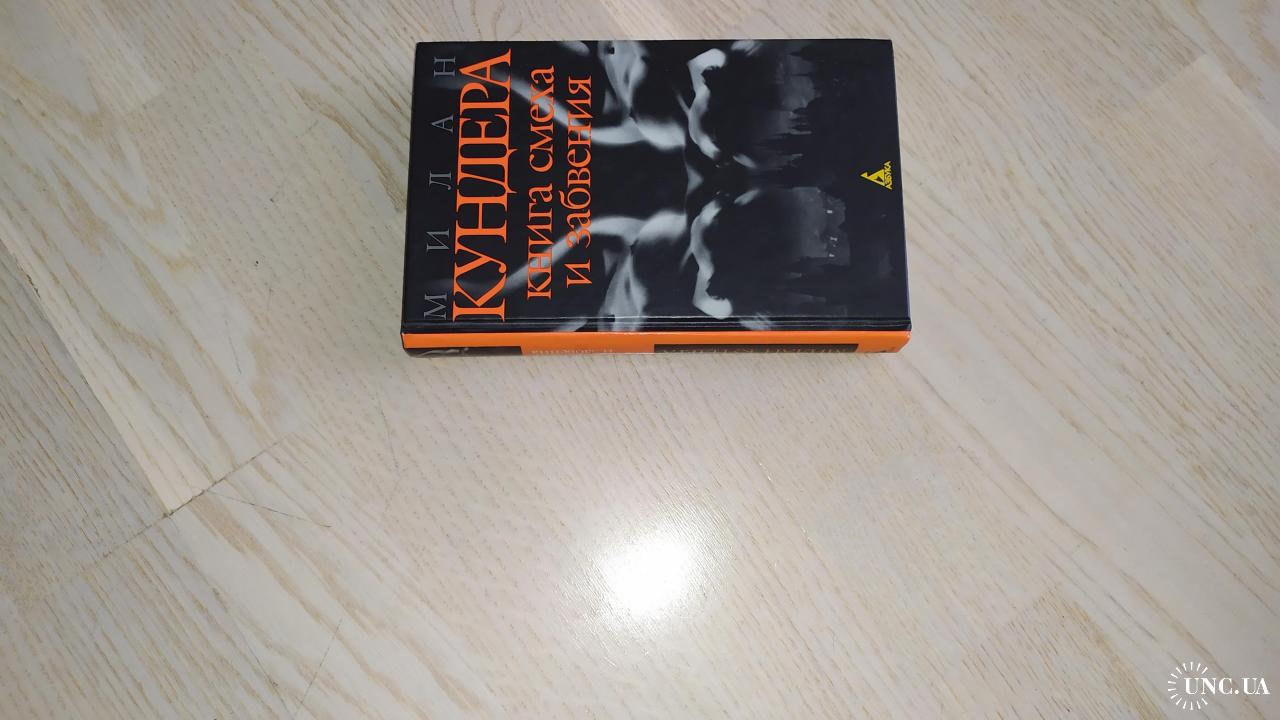 МИЛАН
КУНДЕРА
книга смеха
и забвения
АЗБУКА
UNC.UA